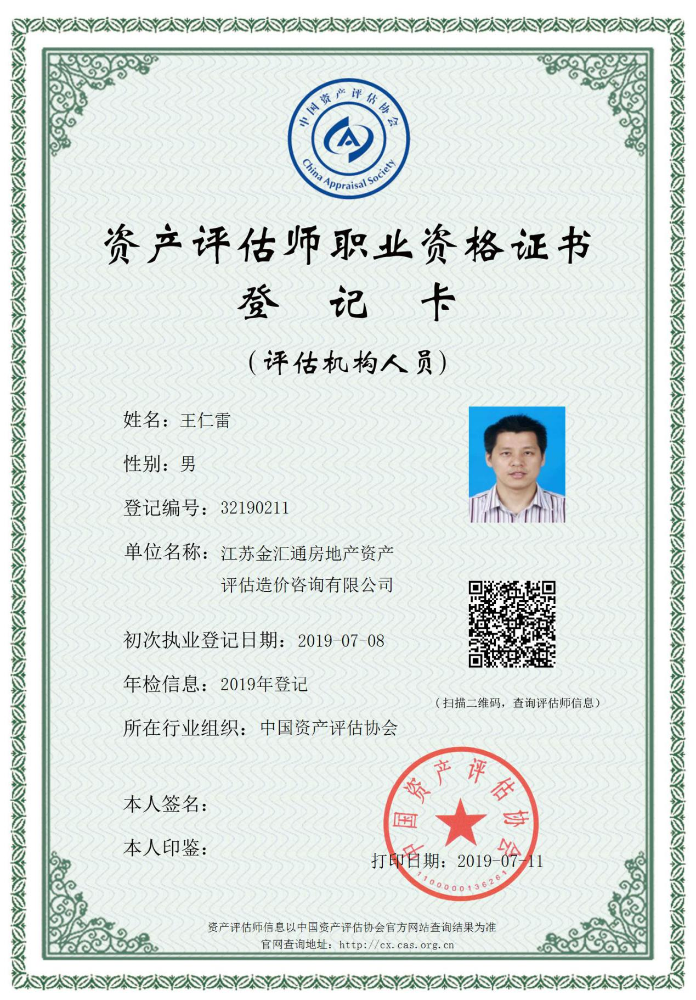 中国资产评估协会
China Appraisal Society
资产评估师职业资格证书
登记卡
（评估机构人员）
姓名：王仁雷
性别：男
登记编号：32190211
单位名称：江苏金汇通房地产资产
评估造价咨询有限公司
初次执业登记日期：2019-07-08
年检信息：2019年登记
（扫描二维码，查询评估师信息）
所在行业组织：中国资产评估协会
本人签名：
本人印鉴：
中国资产评估协会
打印日期：2019-07-11
1100000136261
资产评估师信息以中国资产评估协会官方网站查询结果为准
官网查询地址：http://cx.cas.org.cn